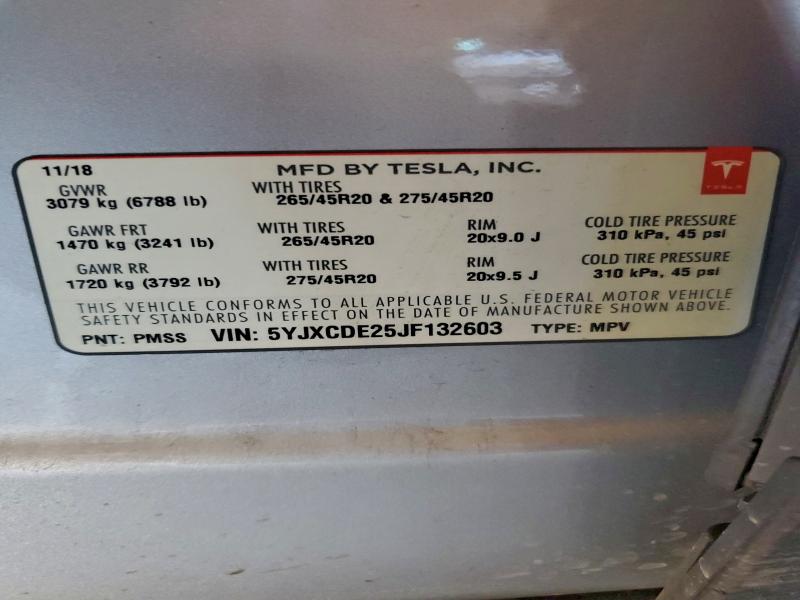 11/18 MFD BY TESLA, INC.
GVWR WITH TIRES
3079 kg (6788 lb) 265/45R20 & 275/45R20
GAWR FRT WITH TIRES RIM COLD TIRE PRESSURE
1470 kg (3241 lb) 265/45R20 20x9.0 J 310 kPa, 45 psi
GAWR RR WITH TIRES RIM COLD TIRE PRESSURE
1720 kg (3792 lb) 275/45R20 20x9.5 J 310 kPa, 45 psi
THIS VEHICLE CONFORMS TO ALL APPLICABLE U.S. FEDERAL MOTOR VEHICLE
SAFETY STANDARDS IN EFFECT ON THE DATE OF MANUFACTURE SHOWN ABOVE.
PNT: PMSS VIN: 5YJXCDE25JF132603 TYPE: MPV
TESLA